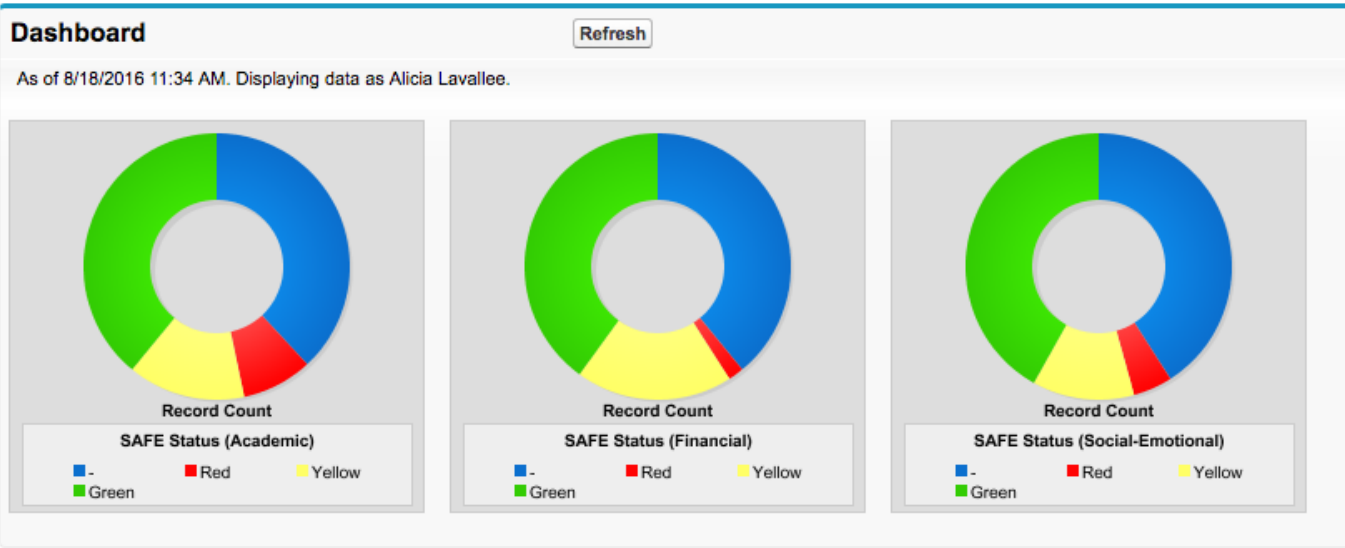 Dashboard
Refresh
As of 8/18/2016 11:34 AM. Displaying data as Alicia Lavallee.
Record Count
SAFE Status (Academic)
- Red Yellow
Green
Record Count
SAFE Status (Financial)
- Red Yellow
Green
Record Count
SAFE Status (Social-Emotional)
- Red Yellow
Green